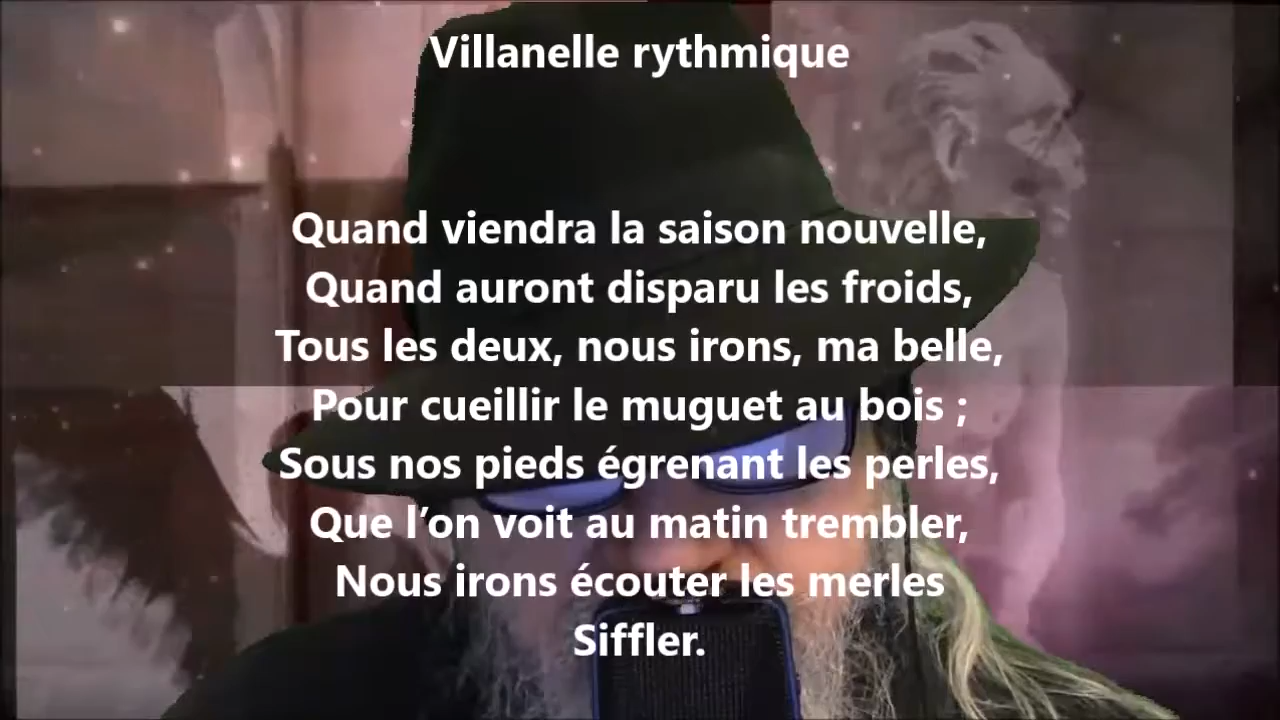 Villanelle rythmique
Quand viendra la saison nouvelle,
Quand auront disparu les froids,
Tous les deux, nous irons, ma belle,
Pour cueillir le muguet au bois ;
Sous nos pieds égrenant les perles,
Que l’on voit au matin trembler,
Nous irons écouter les merles
Siffler.